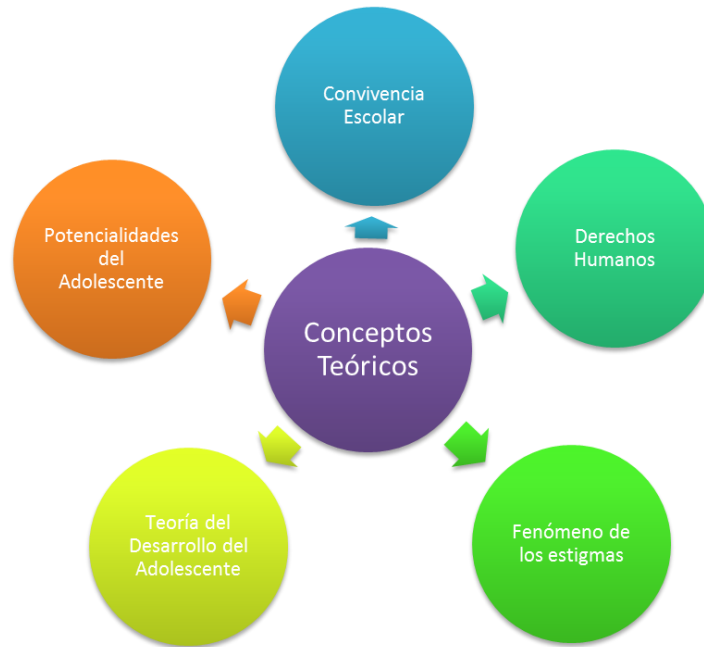 Convivencia
Escolar
Potencialidades
del
Adolescente
Derechos
Humanos
Conceptos
Teóricos
Teoría del
Desarrollo del
Adolescente
Fenómeno de
los estigmas